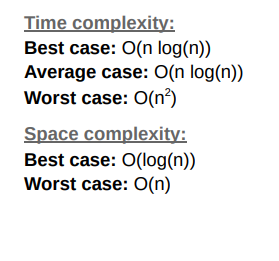 Time complexity:
Best case: O(n log(n))
Average case: O(n log(n))
Worst case: O(n²)
Space complexity:
Best case: O(log(n))
Worst case: O(n)